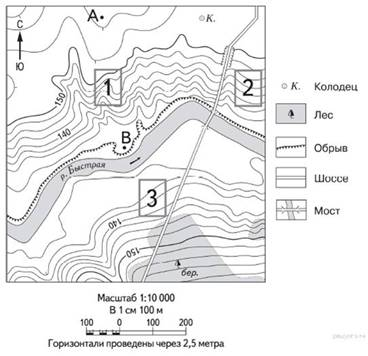 А
К.
С
Ю
150
1
2
140
В
р. Быстрая
3
140
150
бер.
К. Колодец
Лес
Обрыв
Шоссе
Мост
Масштаб 1:10 000
В 1 см 100 м
100 0 100 200
Горизонтали проведены через 2,5 метра